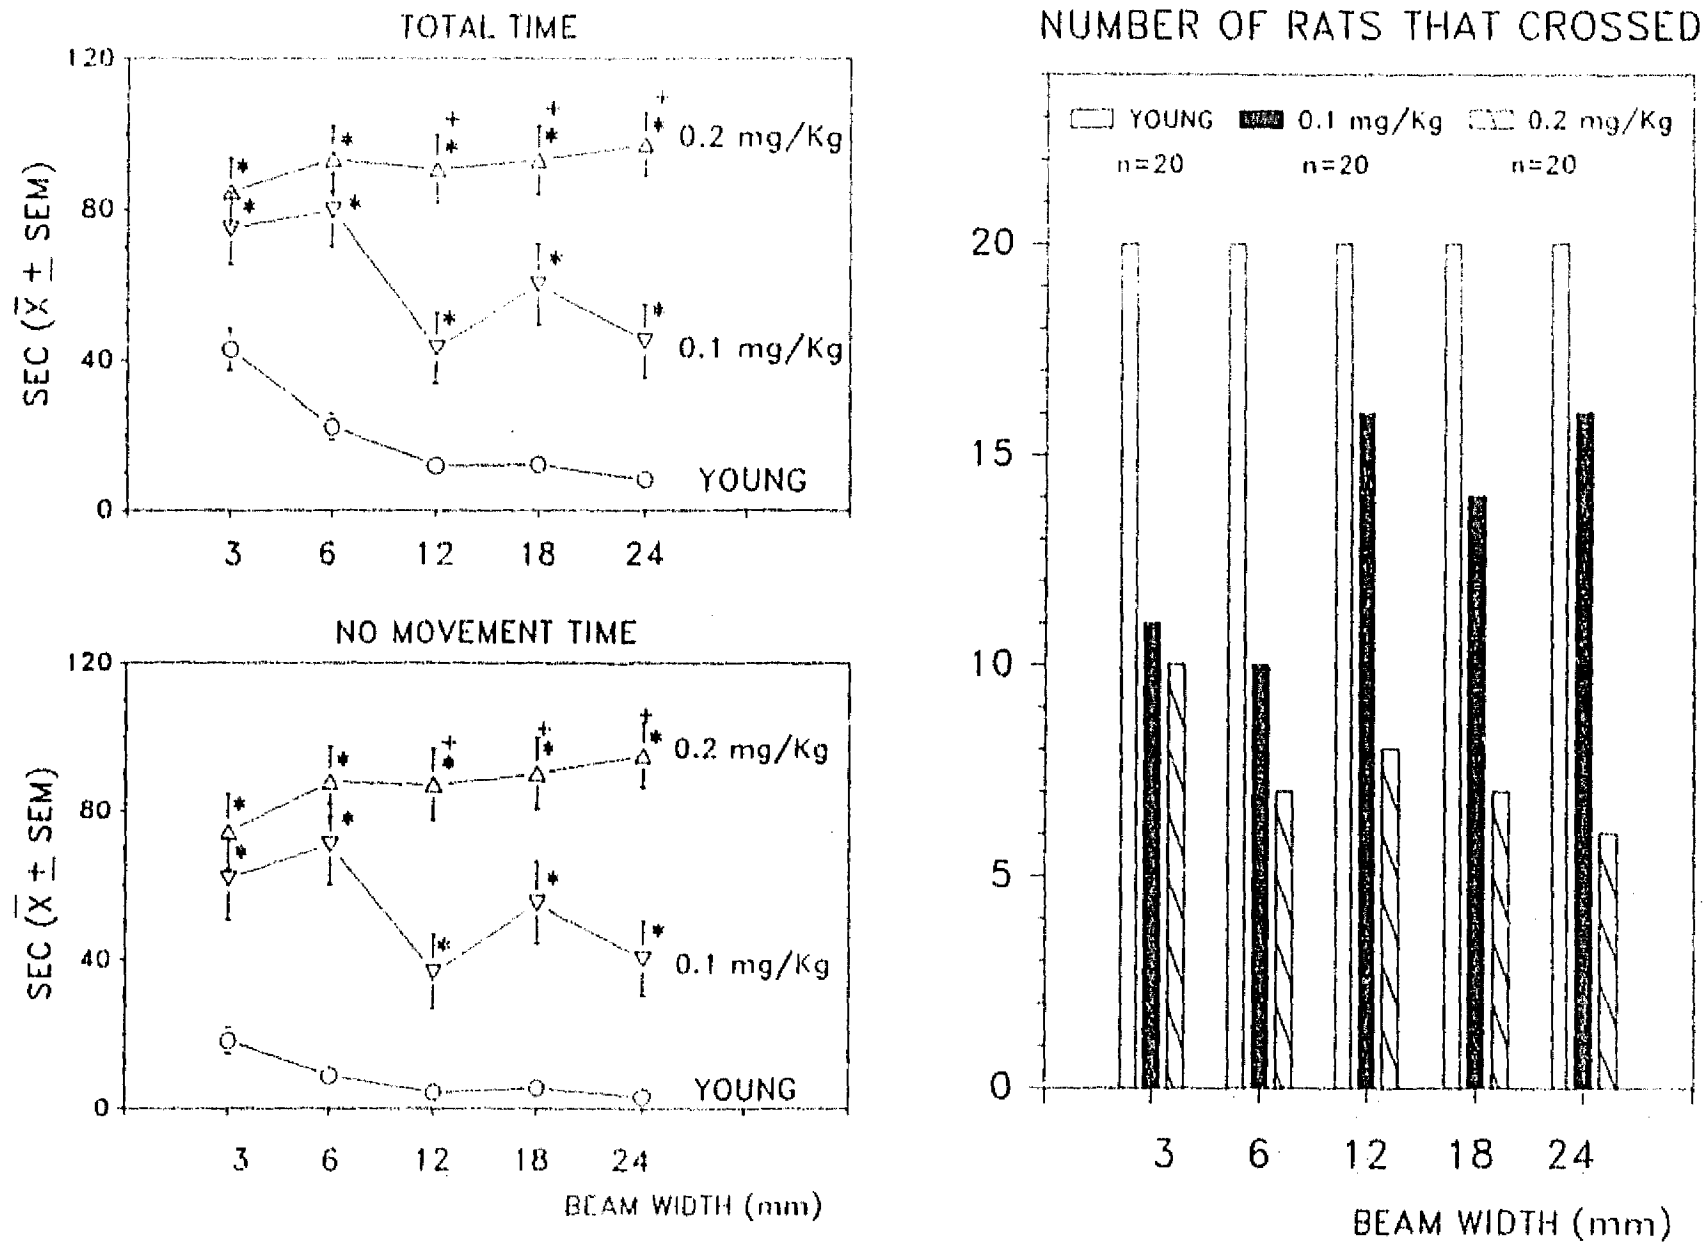 TOTAL TIME
120
80
40
0
SEC (X̄ ± SEM)
* * * + * + * + 0.2 mg/Kg
* * * * * 0.1 mg/Kg
YOUNG
3 6 12 18 24
NO MOVEMENT TIME
120
80
40
0
SEC (X̄ ± SEM)
* * + * + * + * 0.2 mg/Kg
* * * * * 0.1 mg/Kg
YOUNG
3 6 12 18 24
BEAM WIDTH (mm)
NUMBER OF RATS THAT CROSSED
YOUNG 0.1 mg/Kg 0.2 mg/Kg
n=20 n=20 n=20
20
15
10
5
0
3 6 12 18 24
BEAM WIDTH (mm)